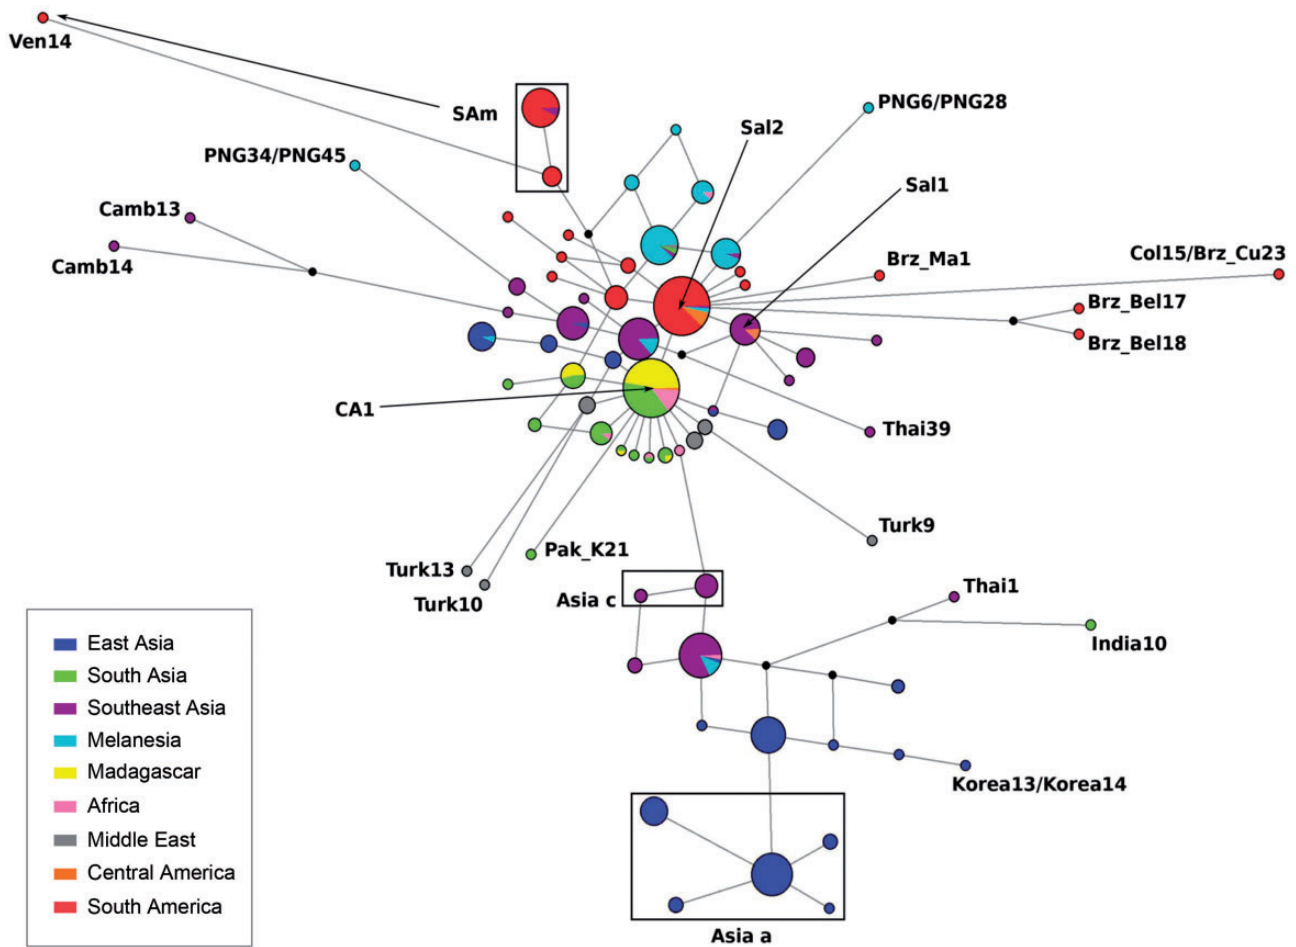 Ven14
SAm
PNG6/PNG28
Sal2
PNG34/PNG45
Sal1
Camb13
Camb14
Col15/Brz_Cu23
Brz_Ma1
Brz_Bel17
Brz_Bel18
CA1
Thai39
Turk9
Pak_K21
Turk13
Turk10
Asia c
Thai1
India10
Korea13/Korea14
Asia a
East Asia
South Asia
Southeast Asia
Melanesia
Madagascar
Africa
Middle East
Central America
South America